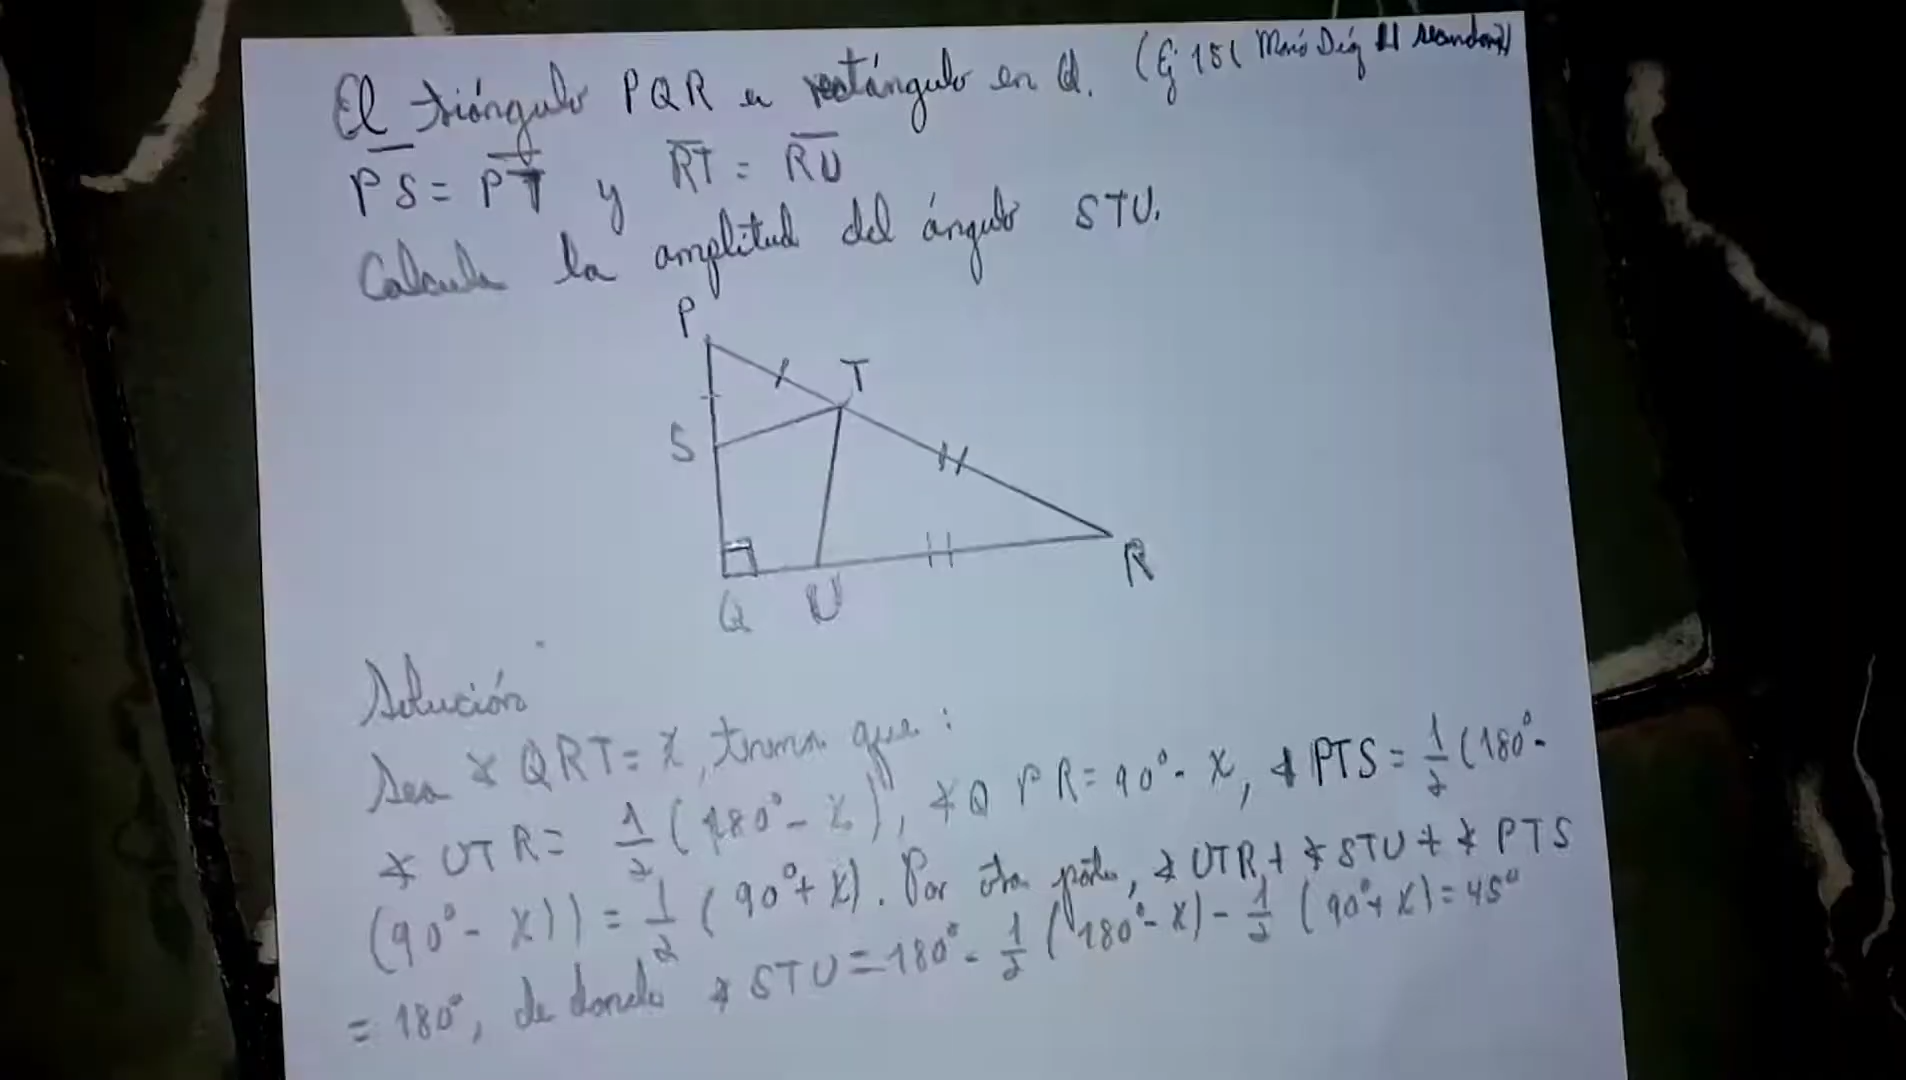 El triángulo PQR es rectángulo en Q. (Ej 151
PS = PT y RT = RU
Calcule la amplitud del ángulo STU.
P
T
S
R
Q U
Solución
Sea ∢ QRT = x, tenemos que:
∢ UTR = 1/2 (180° - x), ∢ QPR = 90° - x, ∢ PTS = 1/2 (180° -
(90° - x)) = 1/2 (90° + x). Por otra parte, ∢ UTR + ∢ STU + ∢ PTS
= 180°, de donde ∢ STU = 180° - 1/2 (180° - x) - 1/2 (90° + x) = 45°